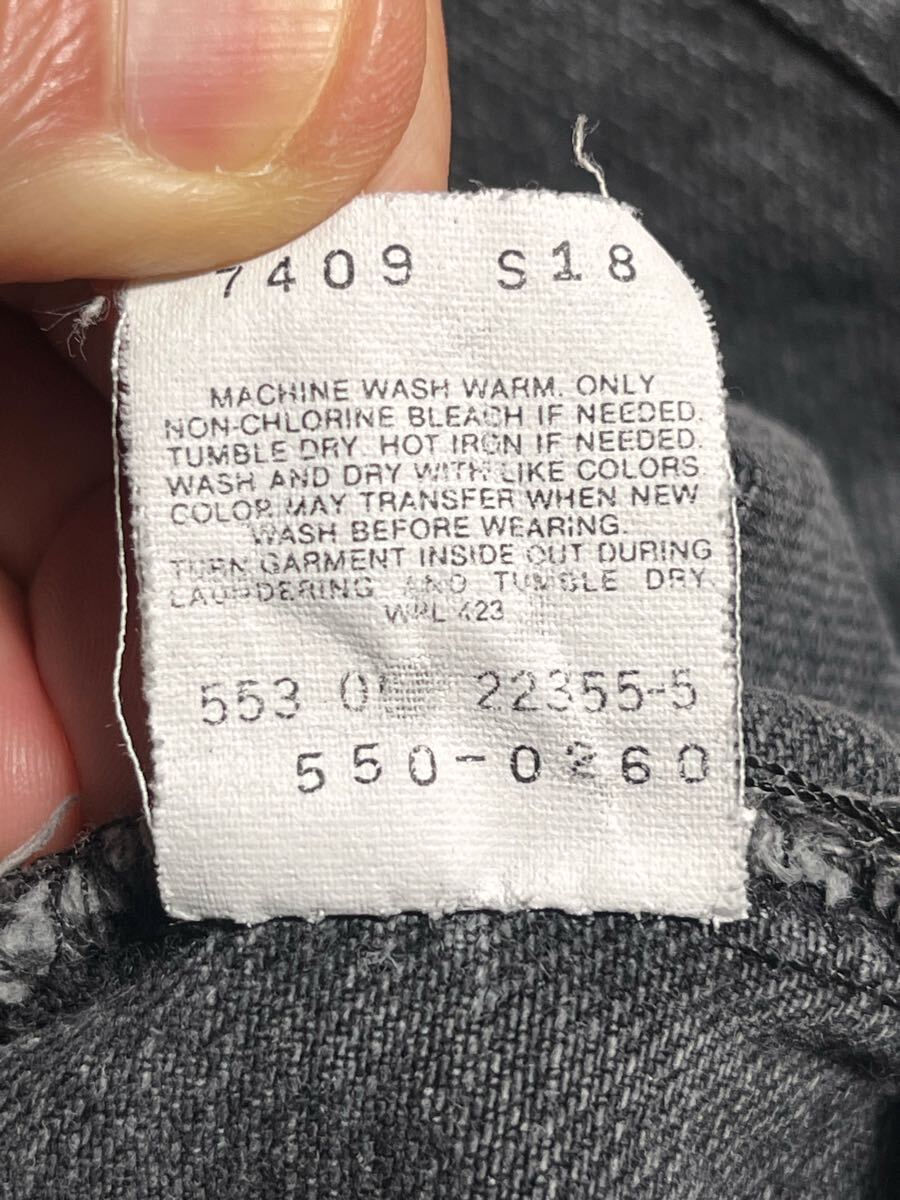 7409 S18
MACHINE WASH WARM. ONLY
NON-CHLORINE BLEACH IF NEEDED.
TUMBLE DRY. HOT IRON IF NEEDED.
WASH AND DRY WITH LIKE COLORS.
COLOR MAY TRANSFER WHEN NEW
WASH BEFORE WEARING
TURN GARMENT INSIDE OUT DURING
LAUNDERING AND TUMBLE DRY.
WPL 423
553 22355-5
550-0260